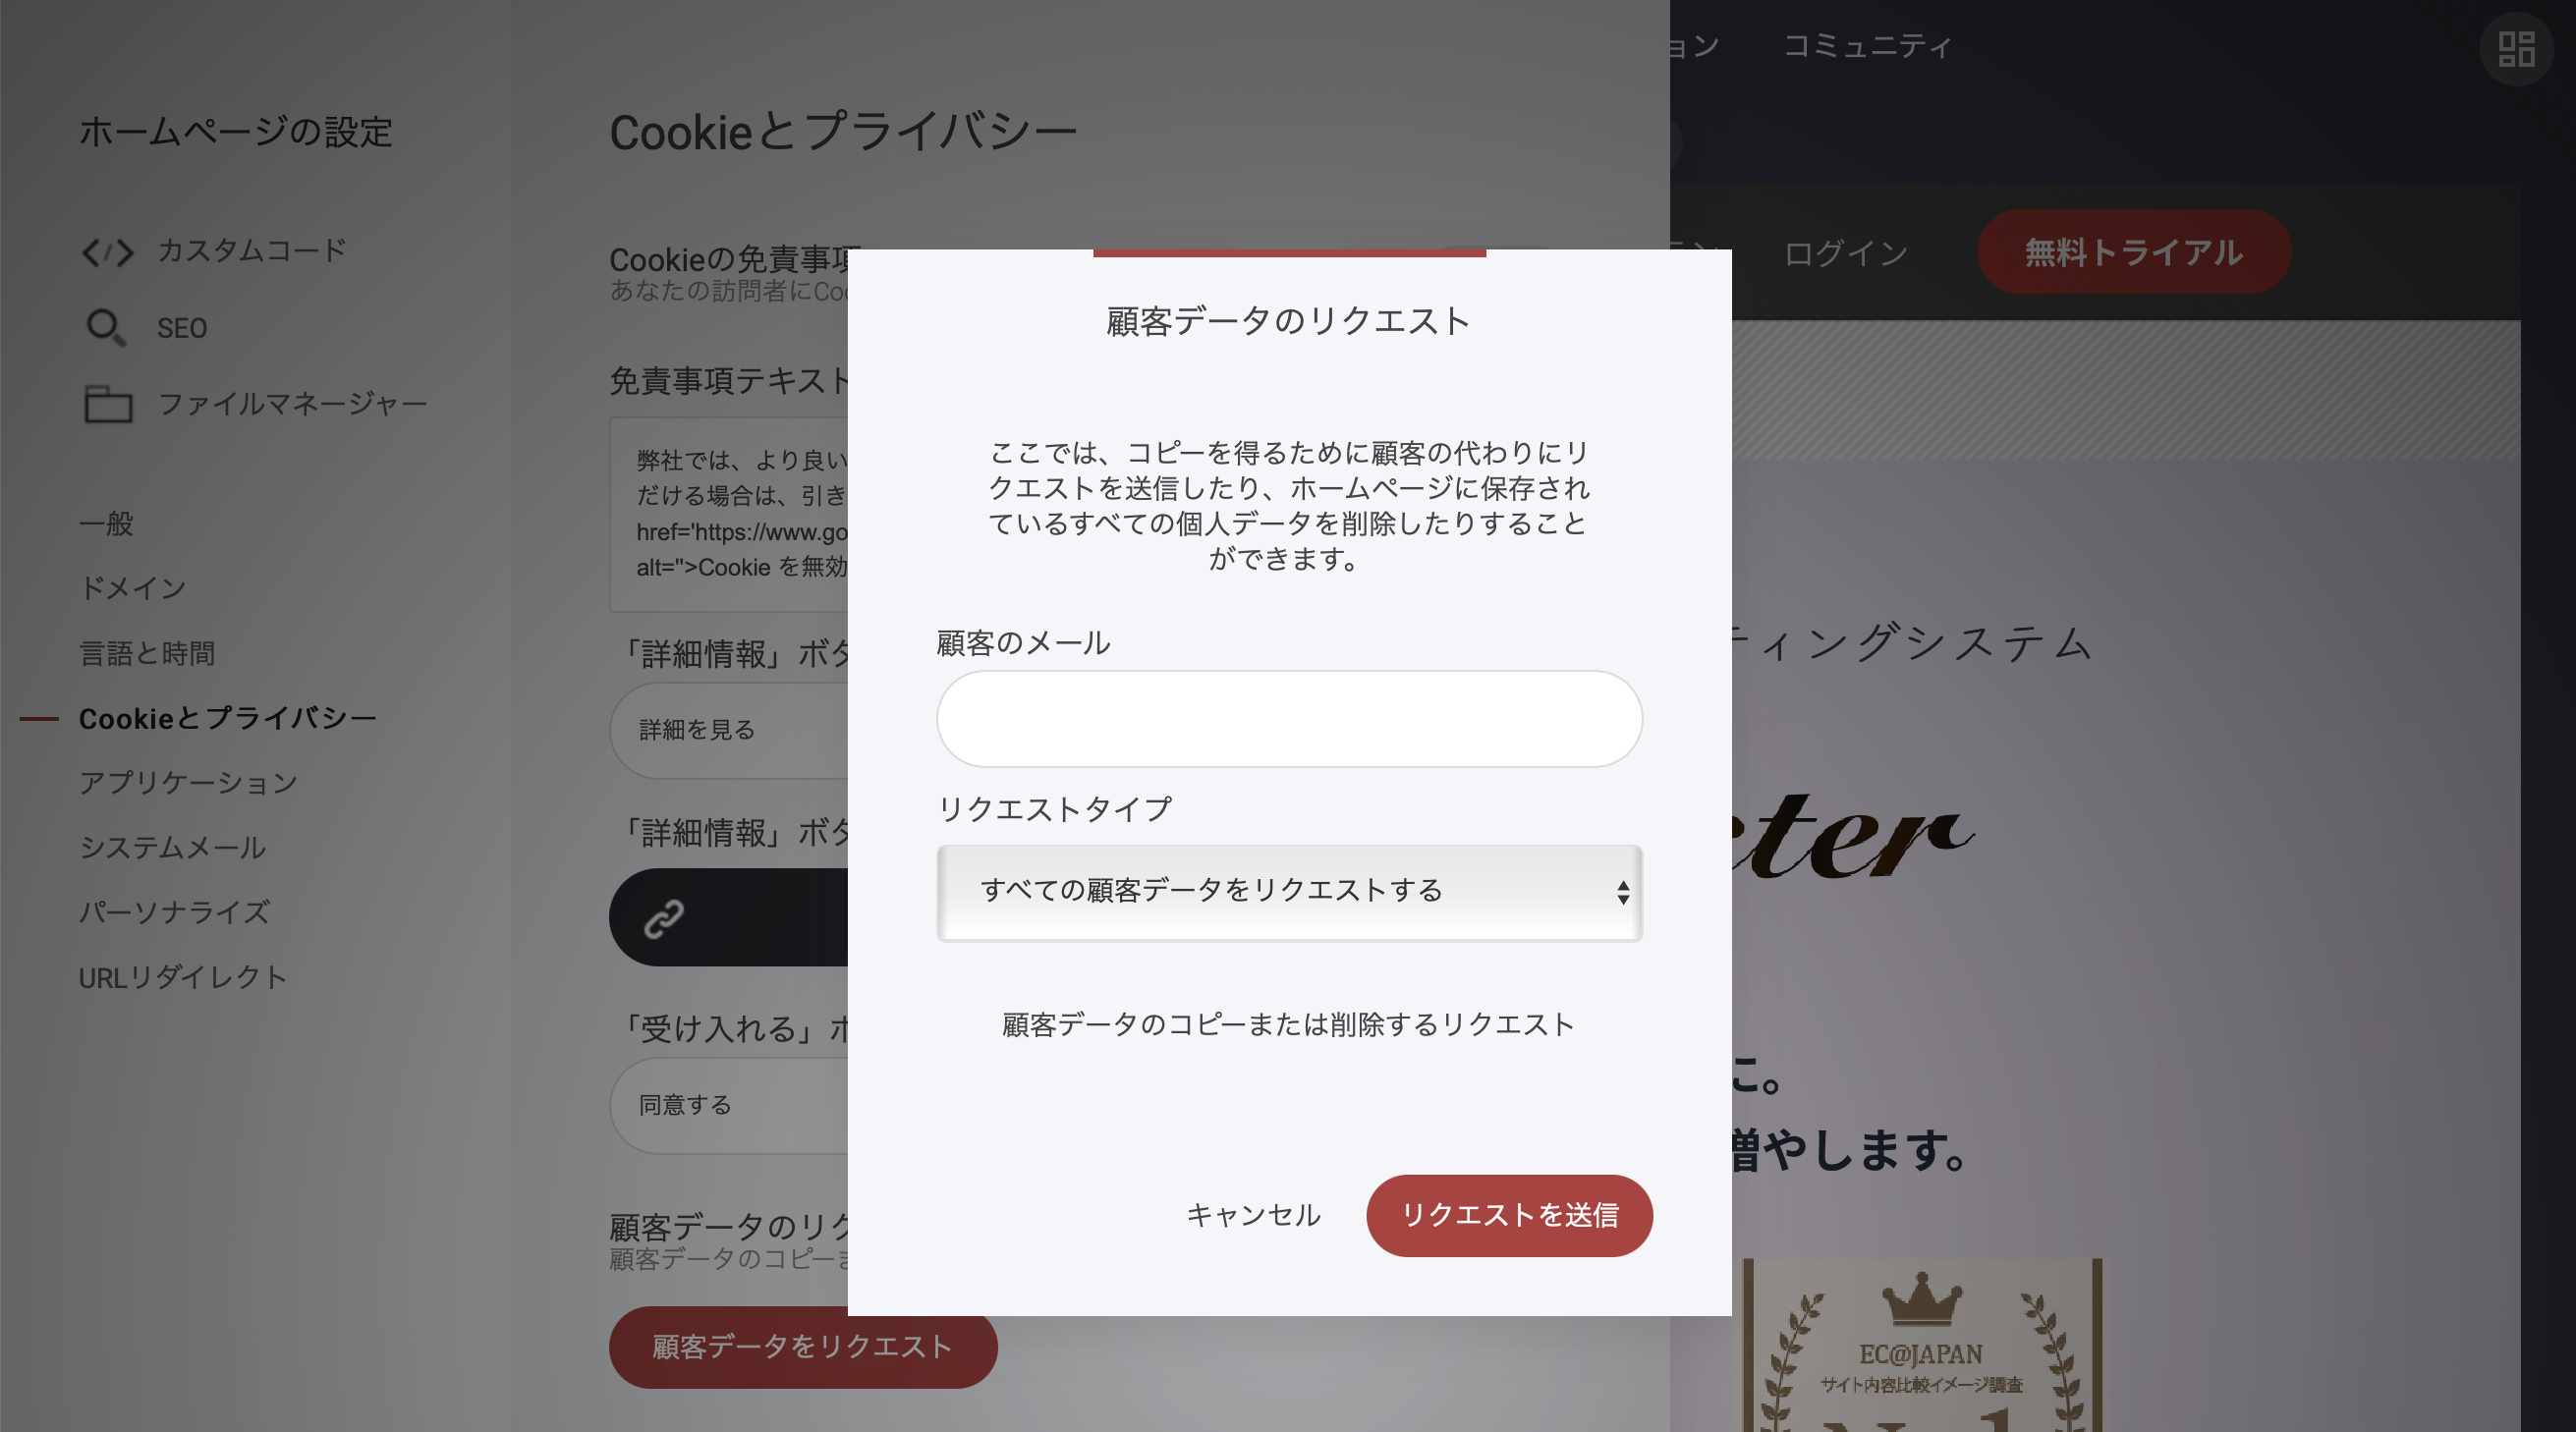 ホームページの設定
カスタムコード
SEO
ファイルマネージャー
一般
ドメイン
言語と時間
Cookieとプライバシー
アプリケーション
システムメール
パーソナライズ
URLリダイレクト
Cookieとプライバシー
Cookieの免責事項
あなたの訪問者にCoo
免責事項テキスト
弊社では、より良い
だける場合は、引き
href='https://www.go
alt=''>Cookie を無効
「詳細情報」ボタ
詳細を見る
「詳細情報」ボタ
「受け入れる」ボ
同意する
顧客データのリク
顧客データのコピーま
顧客データをリクエスト
顧客データのリクエスト
ここでは、コピーを得るために顧客の代わりにリ
クエストを送信したり、ホームページに保存され
ているすべての個人データを削除したりすること
ができます。
顧客のメール
リクエストタイプ
すべての顧客データをリクエストする
顧客データのコピーまたは削除するリクエスト
キャンセル
リクエストを送信
ョン
コミュニティ
ログイン
無料トライアル
ティングシステム
cter
こ。
増やします。
EC@JAPAN
サイト内容比較イメージ調査